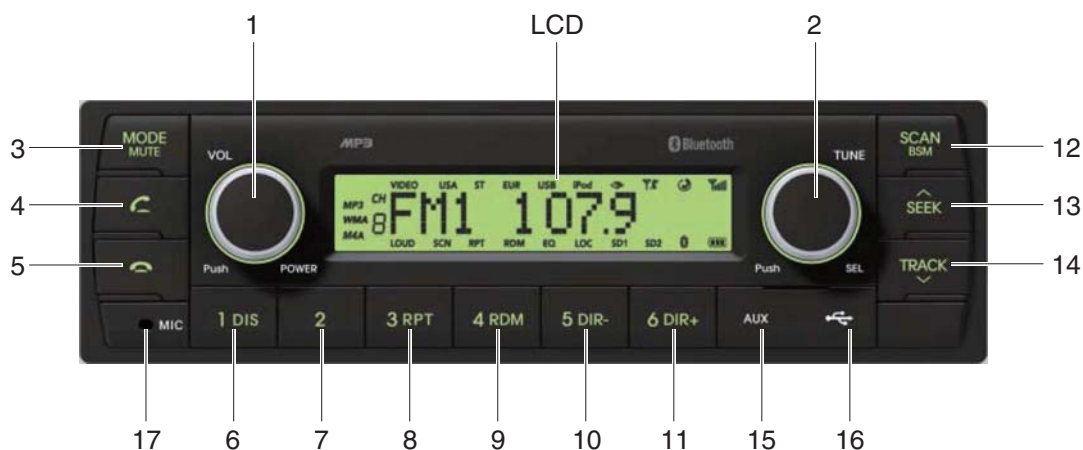 1 LCD 2
MODE
MUTE
VOL
MP3
Bluetooth
TUNE
SCAN
BSM
3
12
VIDEO USA ST EUR USB iPod
MP3 CH
WMA 8 FM1 107.9
M4A
LOUD SCN RPT RDM EQ LOC SD1 SD2
4
SEEK
13
5
Push POWER
Push SEL
TRACK
14
MIC
1 DIS
2
3 RPT
4 RDM
5 DIR-
6 DIR+
AUX
17 6 7 8 9 10 11 15 16